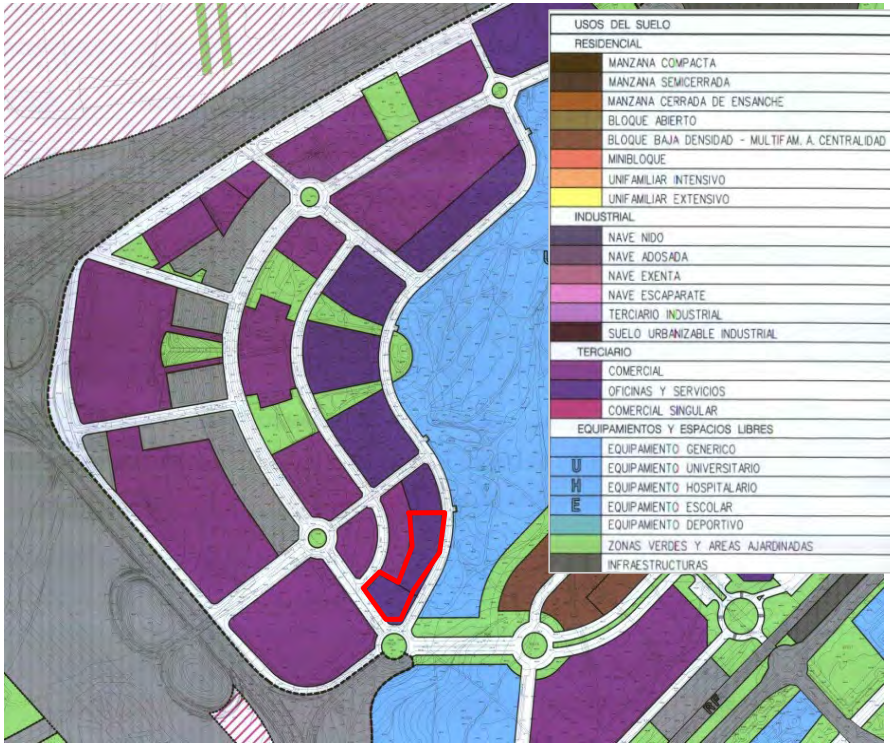 USOS DEL SUELO
RESIDENCIAL
MANZANA COMPACTA
MANZANA SEMICERRADA
MANZANA CERRADA DE ENSANCHE
BLOQUE ABIERTO
BLOQUE BAJA DENSIDAD - MULTIFAM. A. CENTRALIDAD
MINIBLOQUE
UNIFAMILIAR INTENSIVO
UNIFAMILIAR EXTENSIVO
INDUSTRIAL
NAVE NIDO
NAVE ADOSADA
NAVE EXENTA
NAVE ESCAPARATE
TERCIARIO INDUSTRIAL
SUELO URBANIZABLE INDUSTRIAL
TERCIARIO
COMERCIAL
OFICINAS Y SERVICIOS
COMERCIAL SINGULAR
EQUIPAMIENTOS Y ESPACIOS LIBRES
EQUIPAMIENTO GENERICO
U EQUIPAMIENTO UNIVERSITARIO
H EQUIPAMIENTO HOSPITALARIO
E EQUIPAMIENTO ESCOLAR
EQUIPAMIENTO DEPORTIVO
ZONAS VERDES Y AREAS AJARDINADAS
INFRAESTRUCTURAS